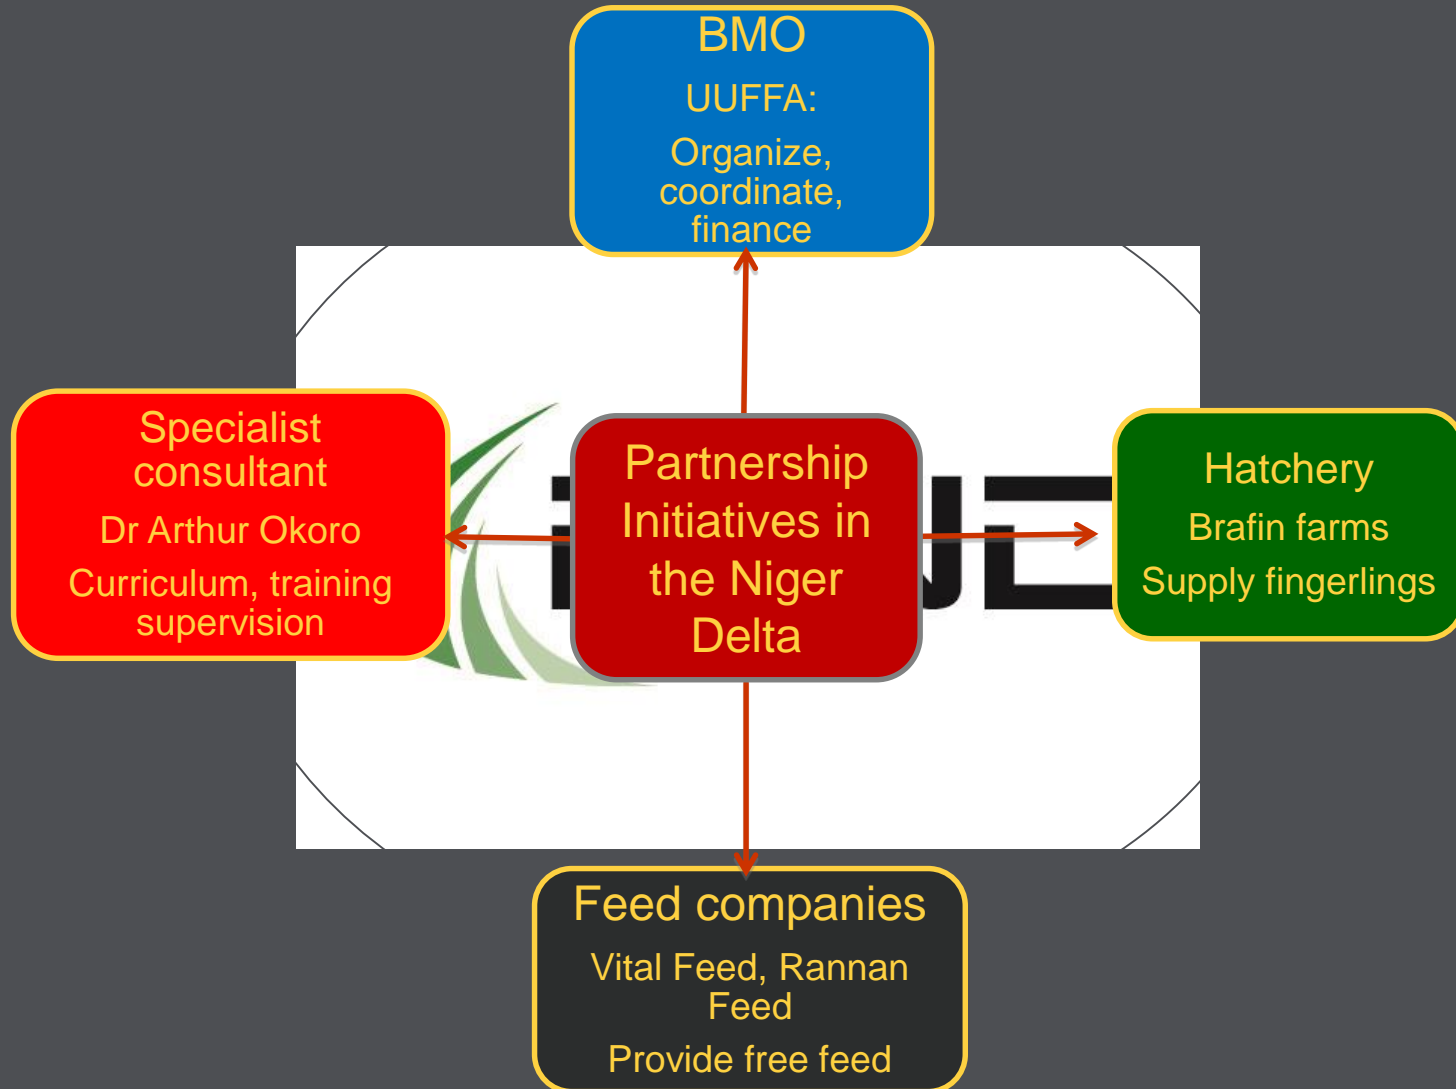 BMO
UUFFA:
Organize,
coordinate,
finance
Specialist
consultant
Dr Arthur Okoro
Curriculum, training
supervision
Partnership
Initiatives in
the Niger
Delta
Hatchery
Brafin farms
Supply fingerlings
Feed companies
Vital Feed, Rannan
Feed
Provide free feed